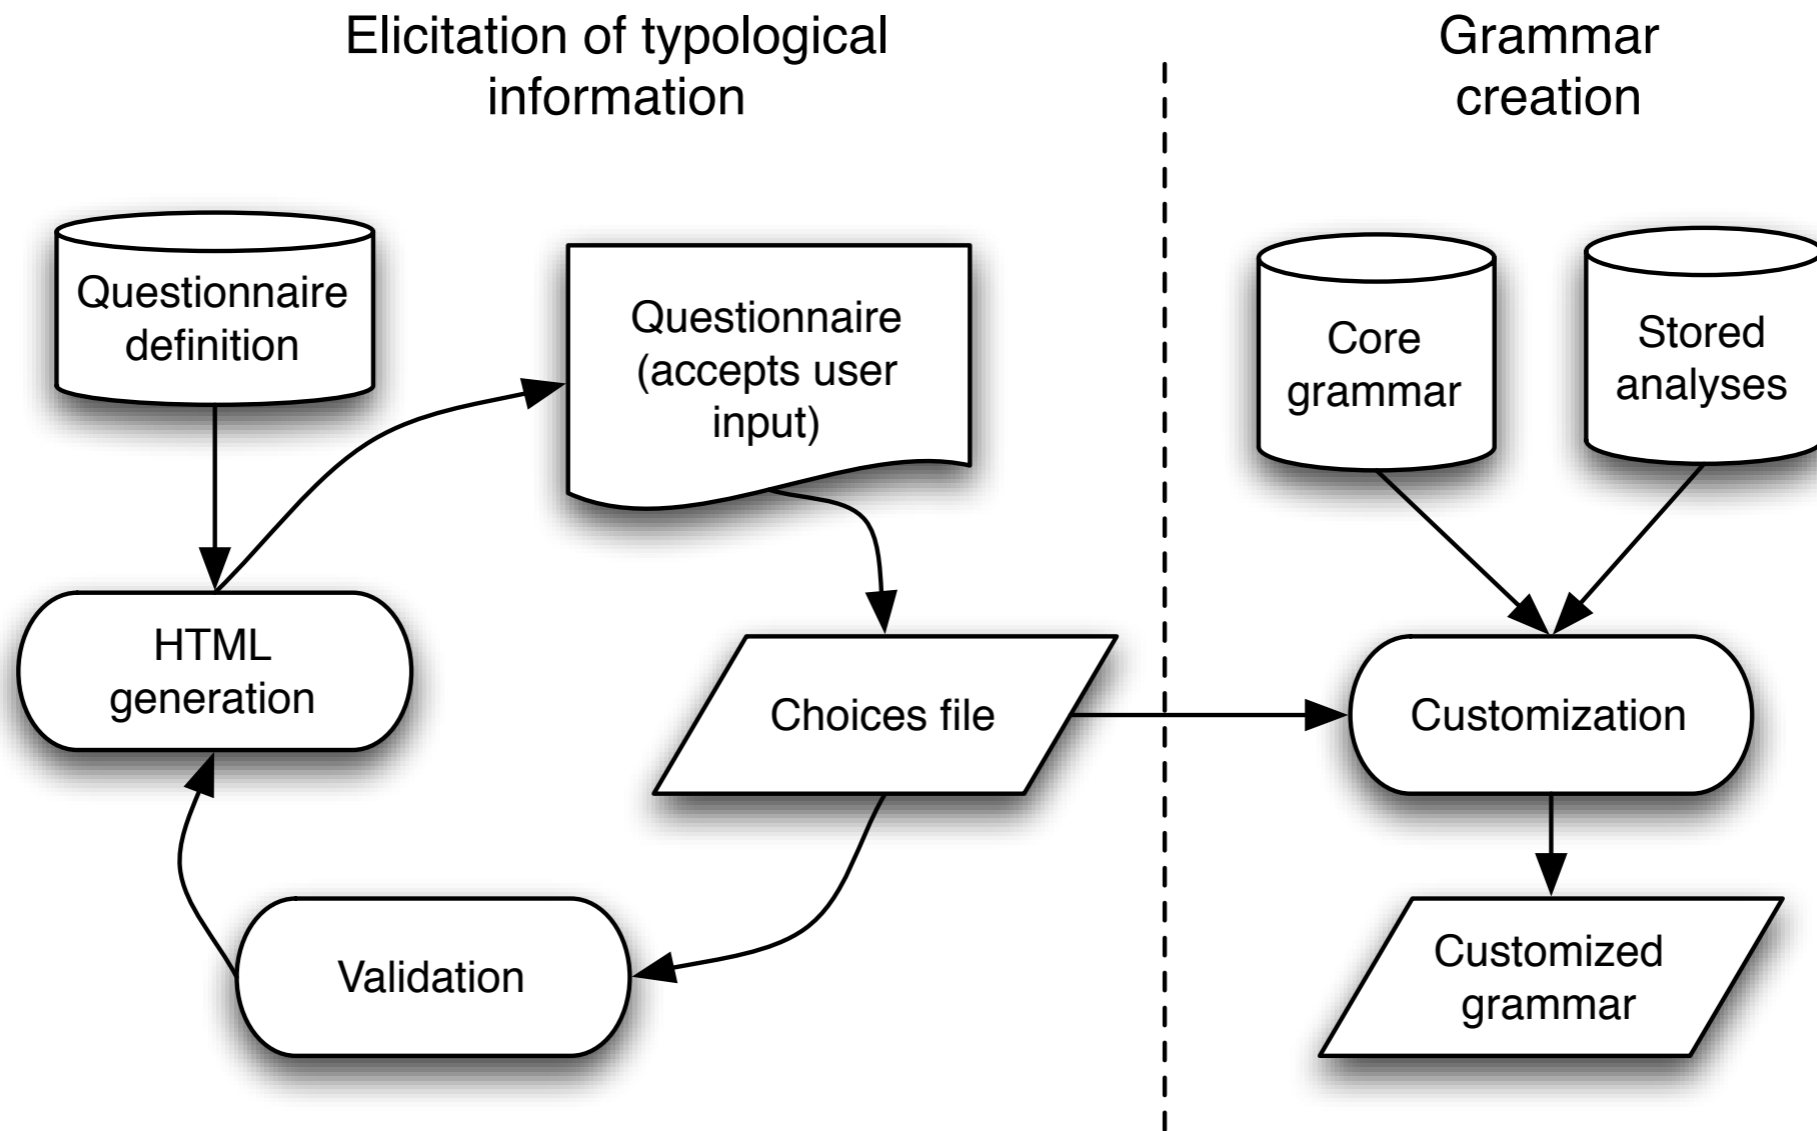 Elicitation of typological
information
Grammar
creation
Questionnaire
definition
Questionnaire
(accepts user
input)
Core
grammar
Stored
analyses
HTML
generation
Choices file
Customization
Validation
Customized
grammar